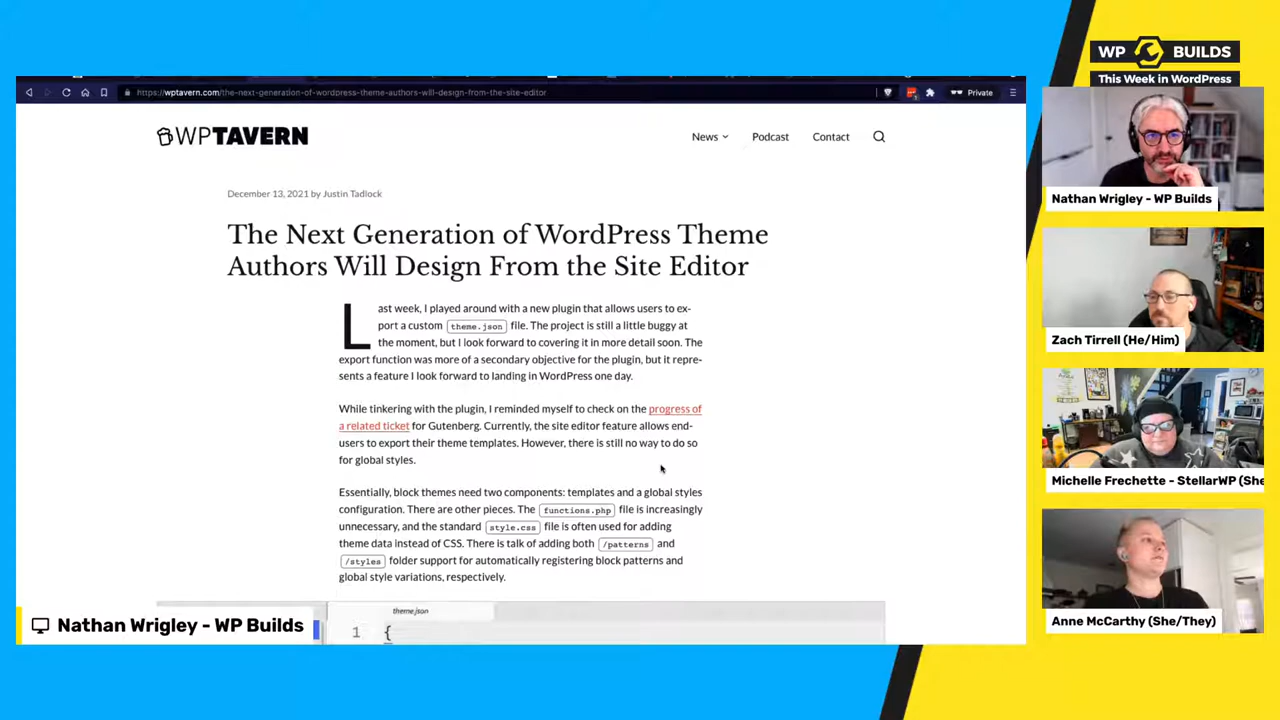 WP BUILDS
This Week in WordPress
https://wptavern.com/the-next-generation-of-wordpress-theme-authors-will-design-from-the-site-editor
Private
WPTAVERN
News
Podcast
Contact
December 13, 2021 by Justin Tadlock
The Next Generation of WordPress Theme
Authors Will Design From the Site Editor
Last week, I played around with a new plugin that allows users to ex-
port a custom theme.json file. The project is still a little buggy at
the moment, but I look forward to covering it in more detail soon. The
export function was more of a secondary objective for the plugin, but it repre-
sents a feature I look forward to landing in WordPress one day.
While tinkering with the plugin, I reminded myself to check on the progress of
a related ticket for Gutenberg. Currently, the site editor feature allows end-
users to export their theme templates. However, there is still no way to do so
for global styles.
Essentially, block themes need two components: templates and a global styles
configuration. There are other pieces. The functions.php file is increasingly
unnecessary, and the standard style.css file is often used for adding
theme data instead of CSS. There is talk of adding both /patterns and
/styles folder support for automatically registering block patterns and
global style variations, respectively.
theme.json
1 {
Nathan Wrigley - WP Builds
Nathan Wrigley - WP Builds
Zach Tirrell (He/Him)
Michelle Frechette - StellarWP (She
Anne McCarthy (She/They)